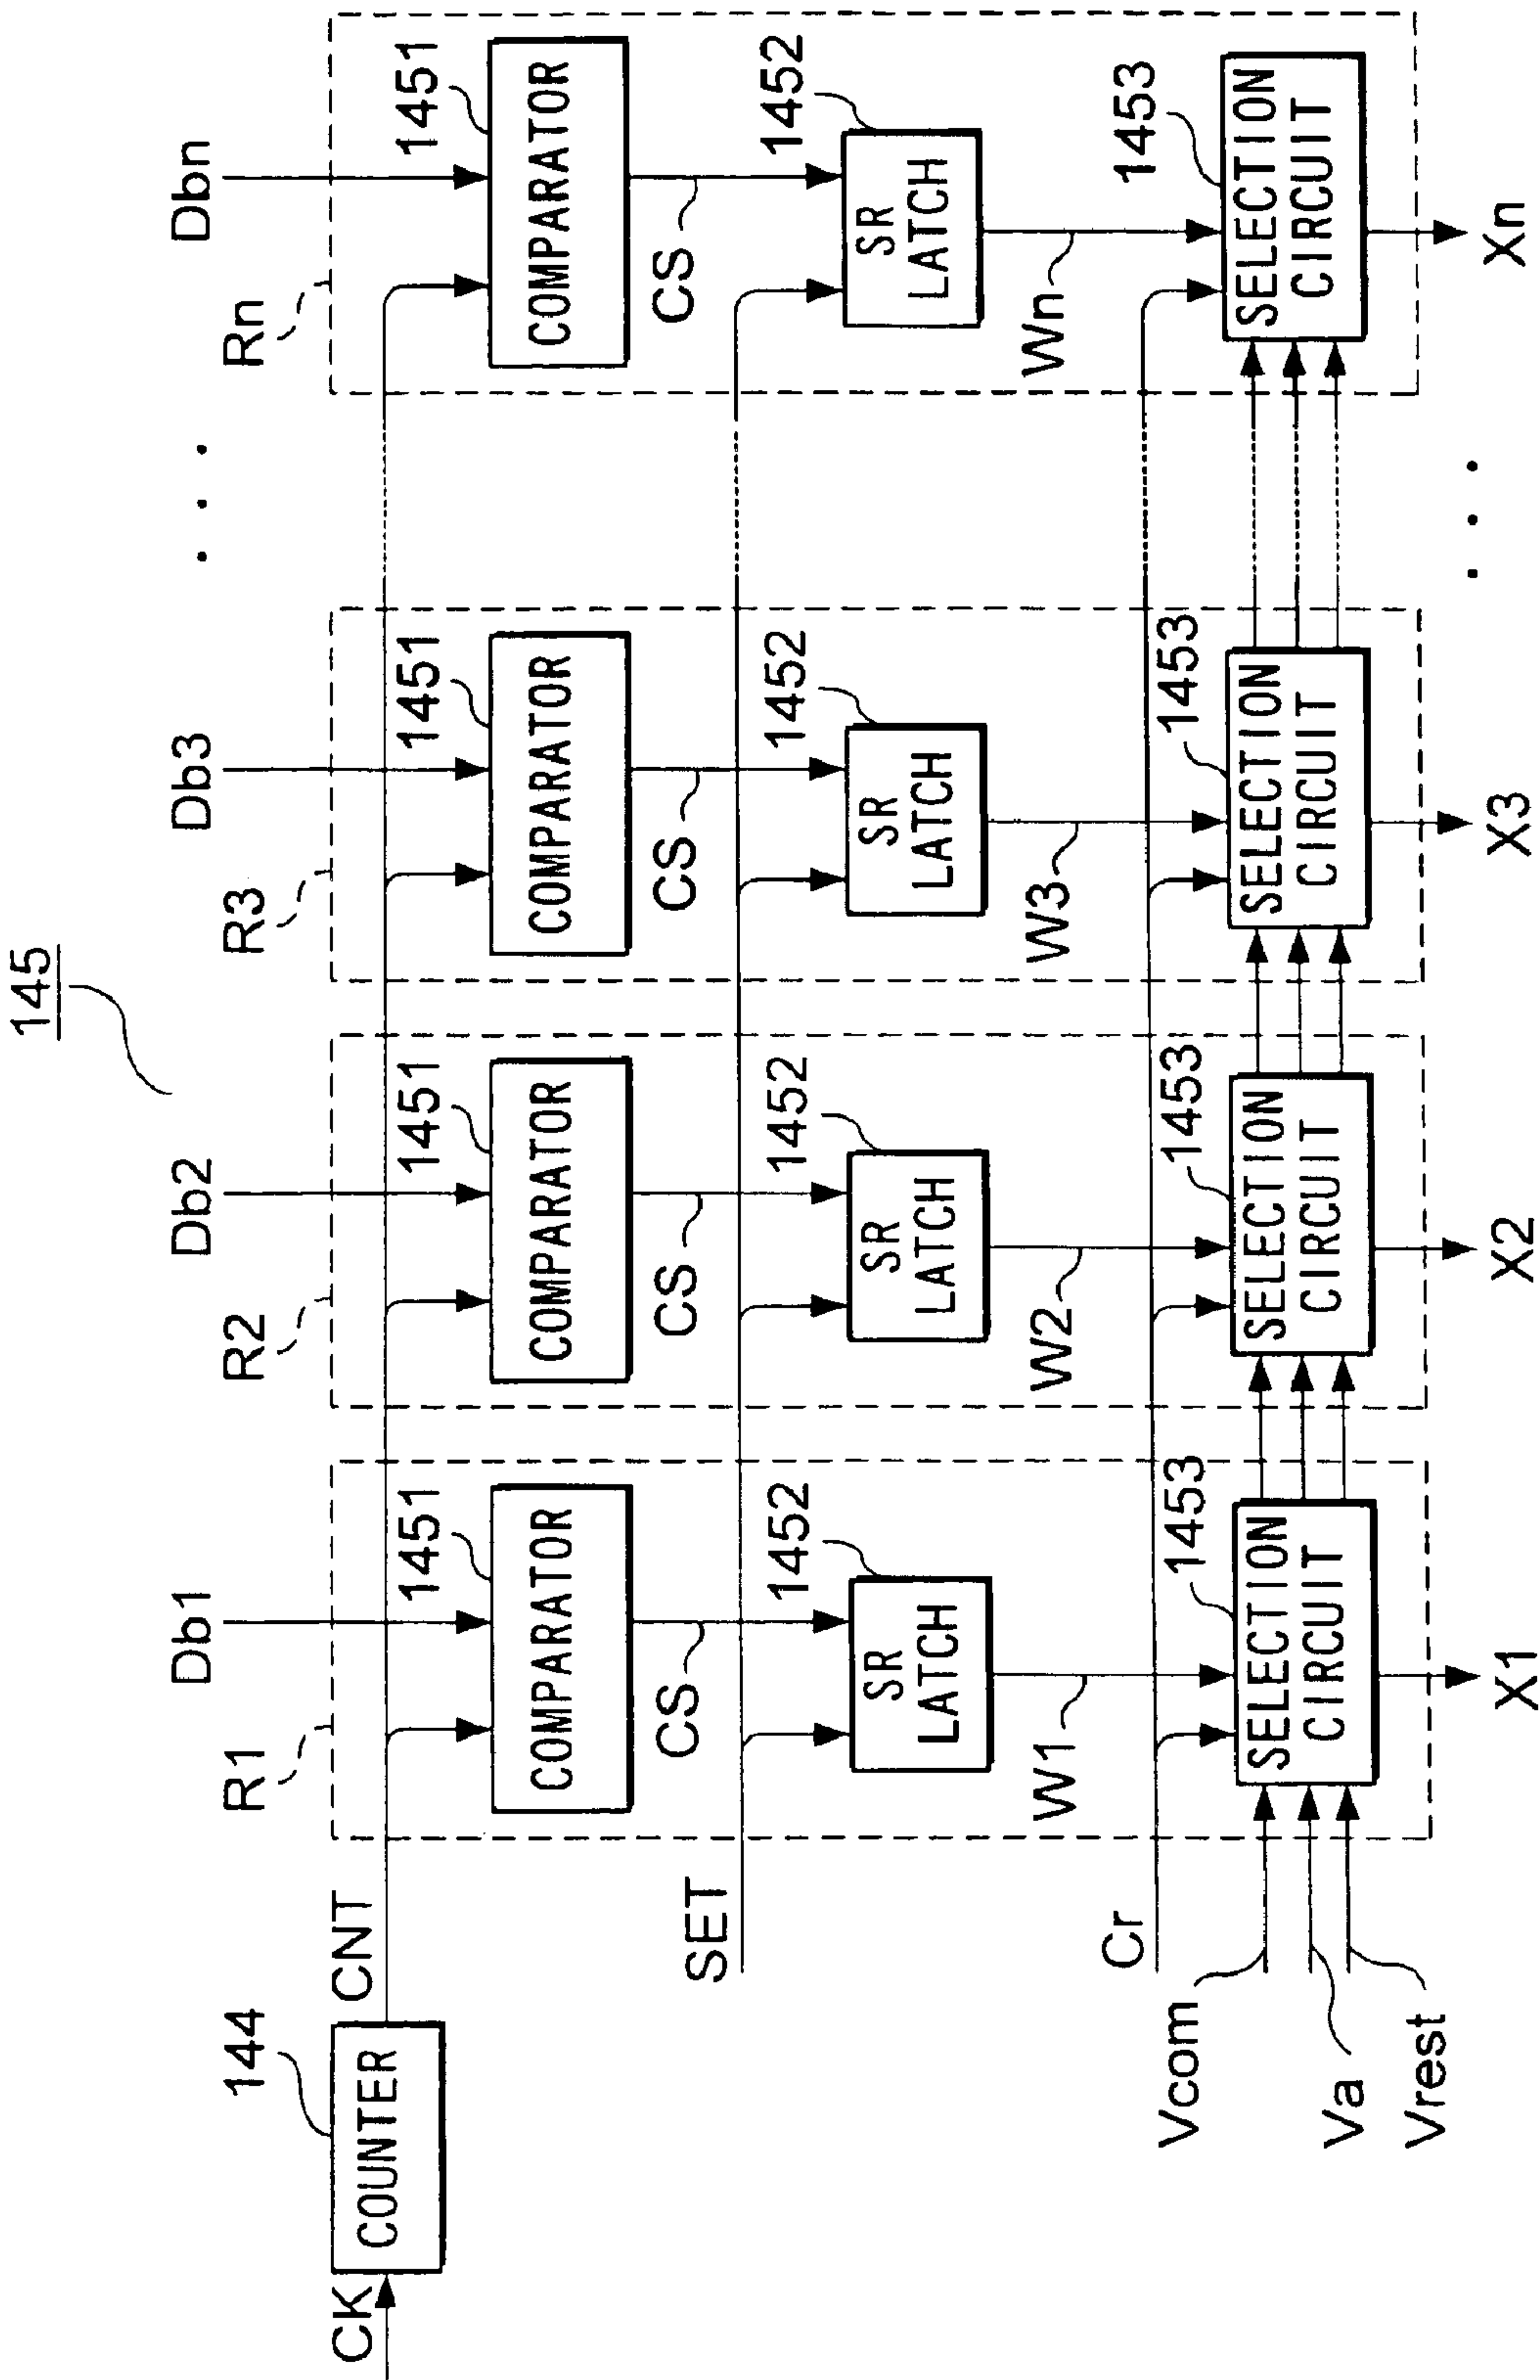 145
Db1
Db2
Db3
. . .
Dbn
R1
R2
R3
Rn
144
CK
COUNTER
CNT
1451
COMPARATOR
1451
COMPARATOR
1451
COMPARATOR
1451
COMPARATOR
CS
CS
CS
CS
SET
1452
SR
LATCH
1452
SR
LATCH
1452
SR
LATCH
1452
SR
LATCH
W1
W2
W3
Wn
Cr
1453
SELECTION
CIRCUIT
1453
SELECTION
CIRCUIT
1453
SELECTION
CIRCUIT
1453
SELECTION
CIRCUIT
Vcom
Va
Vrest
X1
X2
X3
. . .
Xn